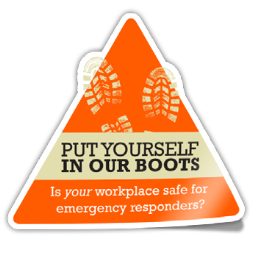 PUT YOURSELF
IN OUR BOOTS
Is your workplace safe for
emergency responders?